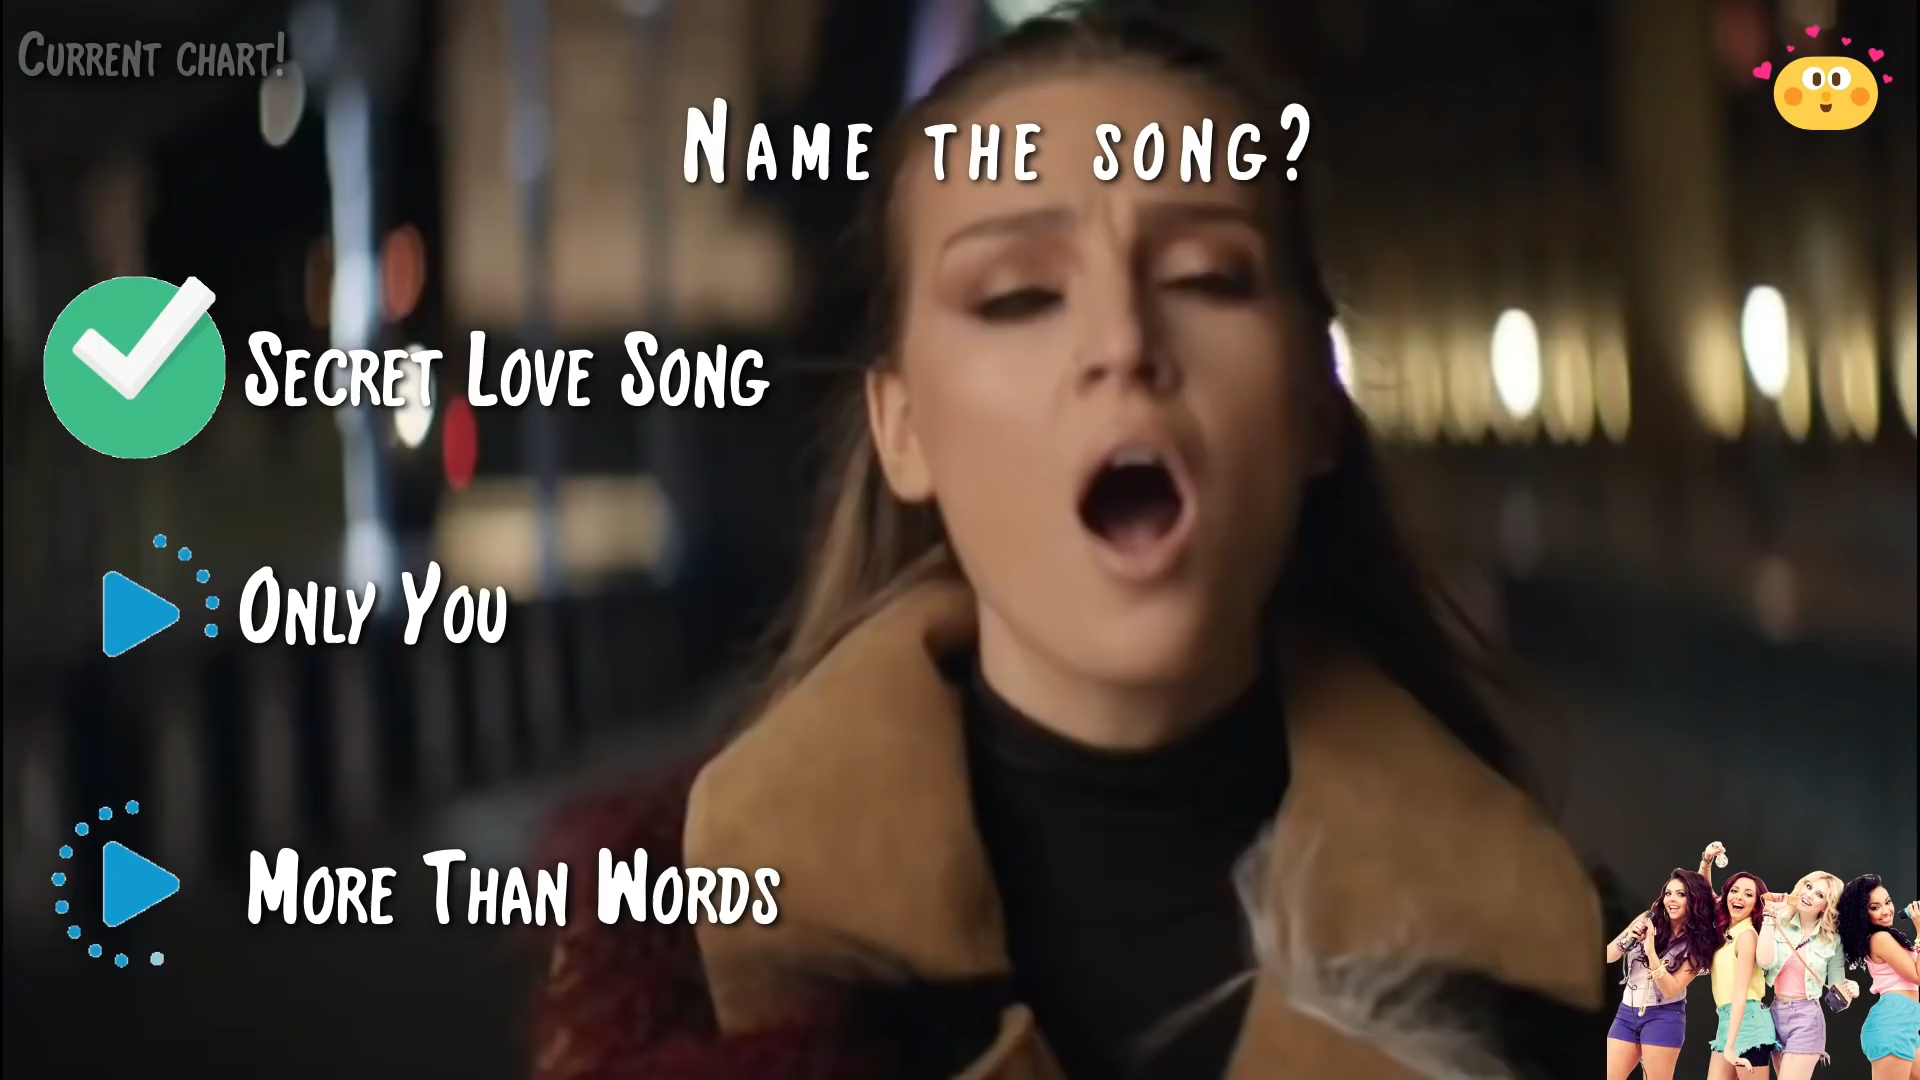 Current chart!
Name the song?
Secret Love Song
Only You
More Than Words